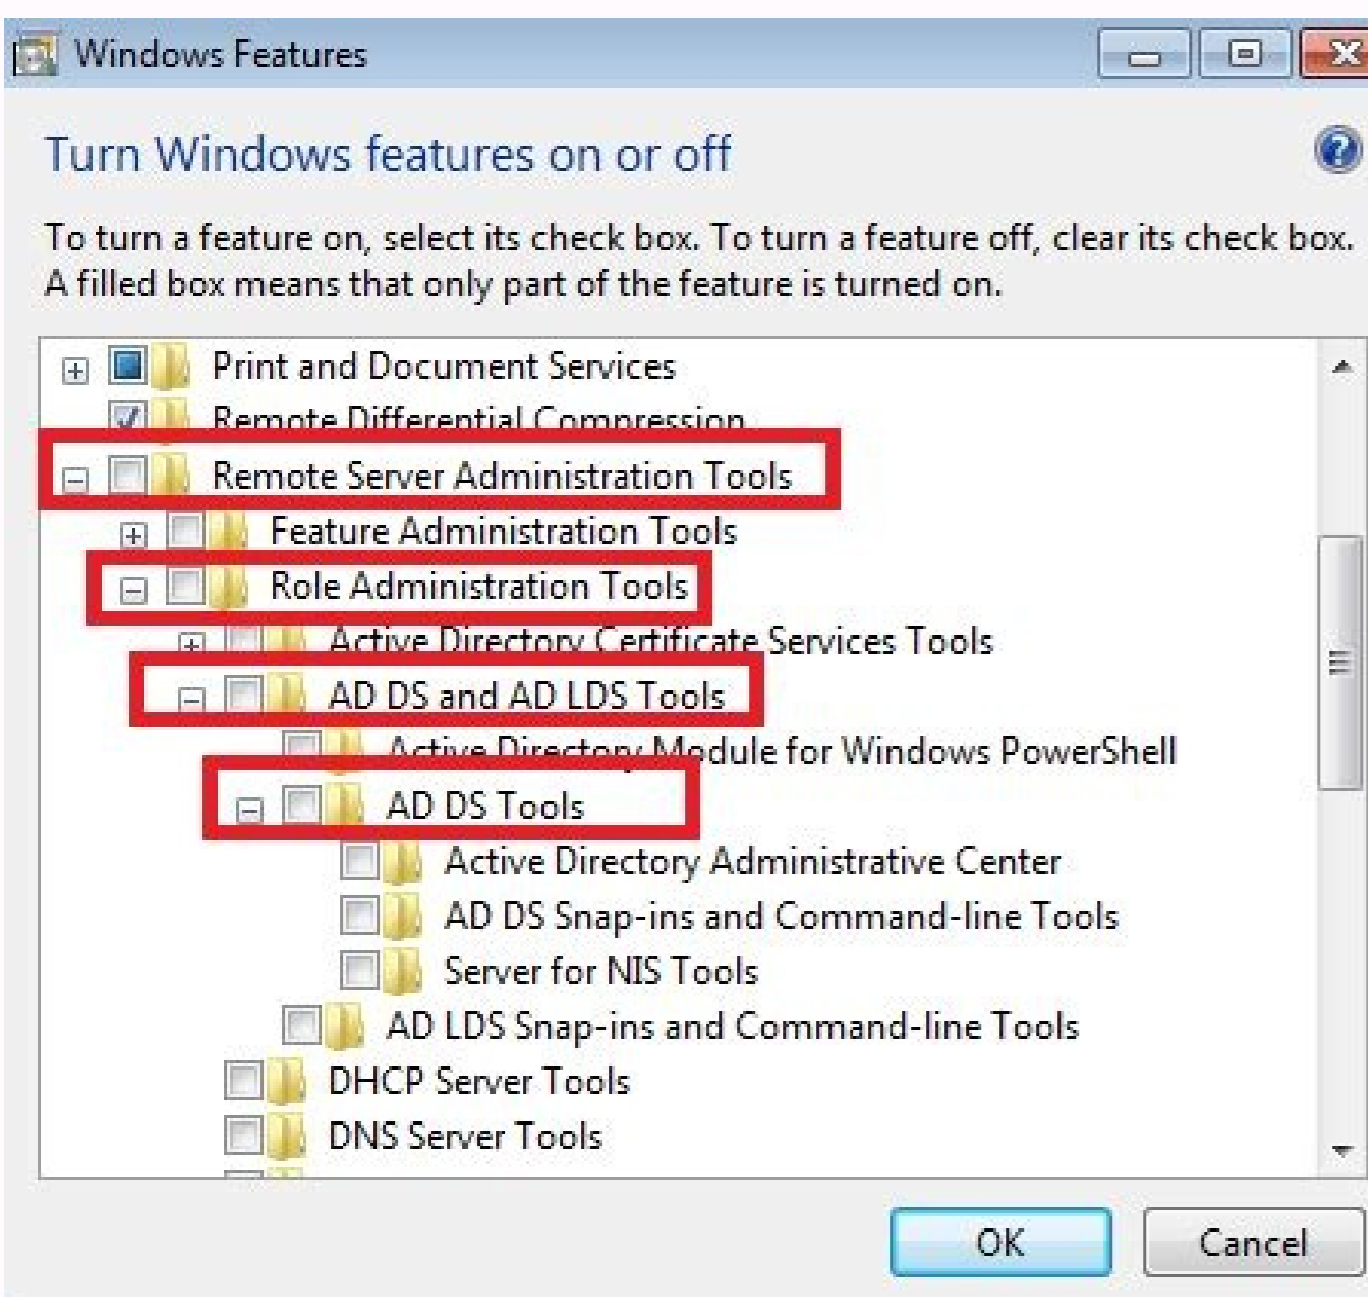 Windows Features
Turn Windows features on or off
To turn a feature on, select its check box. To turn a feature off, clear its check box.
A filled box means that only part of the feature is turned on.
Print and Document Services
Remote Differential Compression
Remote Server Administration Tools
Feature Administration Tools
Role Administration Tools
Active Directory Certificate Services Tools
AD DS and AD LDS Tools
Active Directory Module for Windows PowerShell
AD DS Tools
Active Directory Administrative Center
AD DS Snap-ins and Command-line Tools
Server for NIS Tools
AD LDS Snap-ins and Command-line Tools
DHCP Server Tools
DNS Server Tools
OK
Cancel